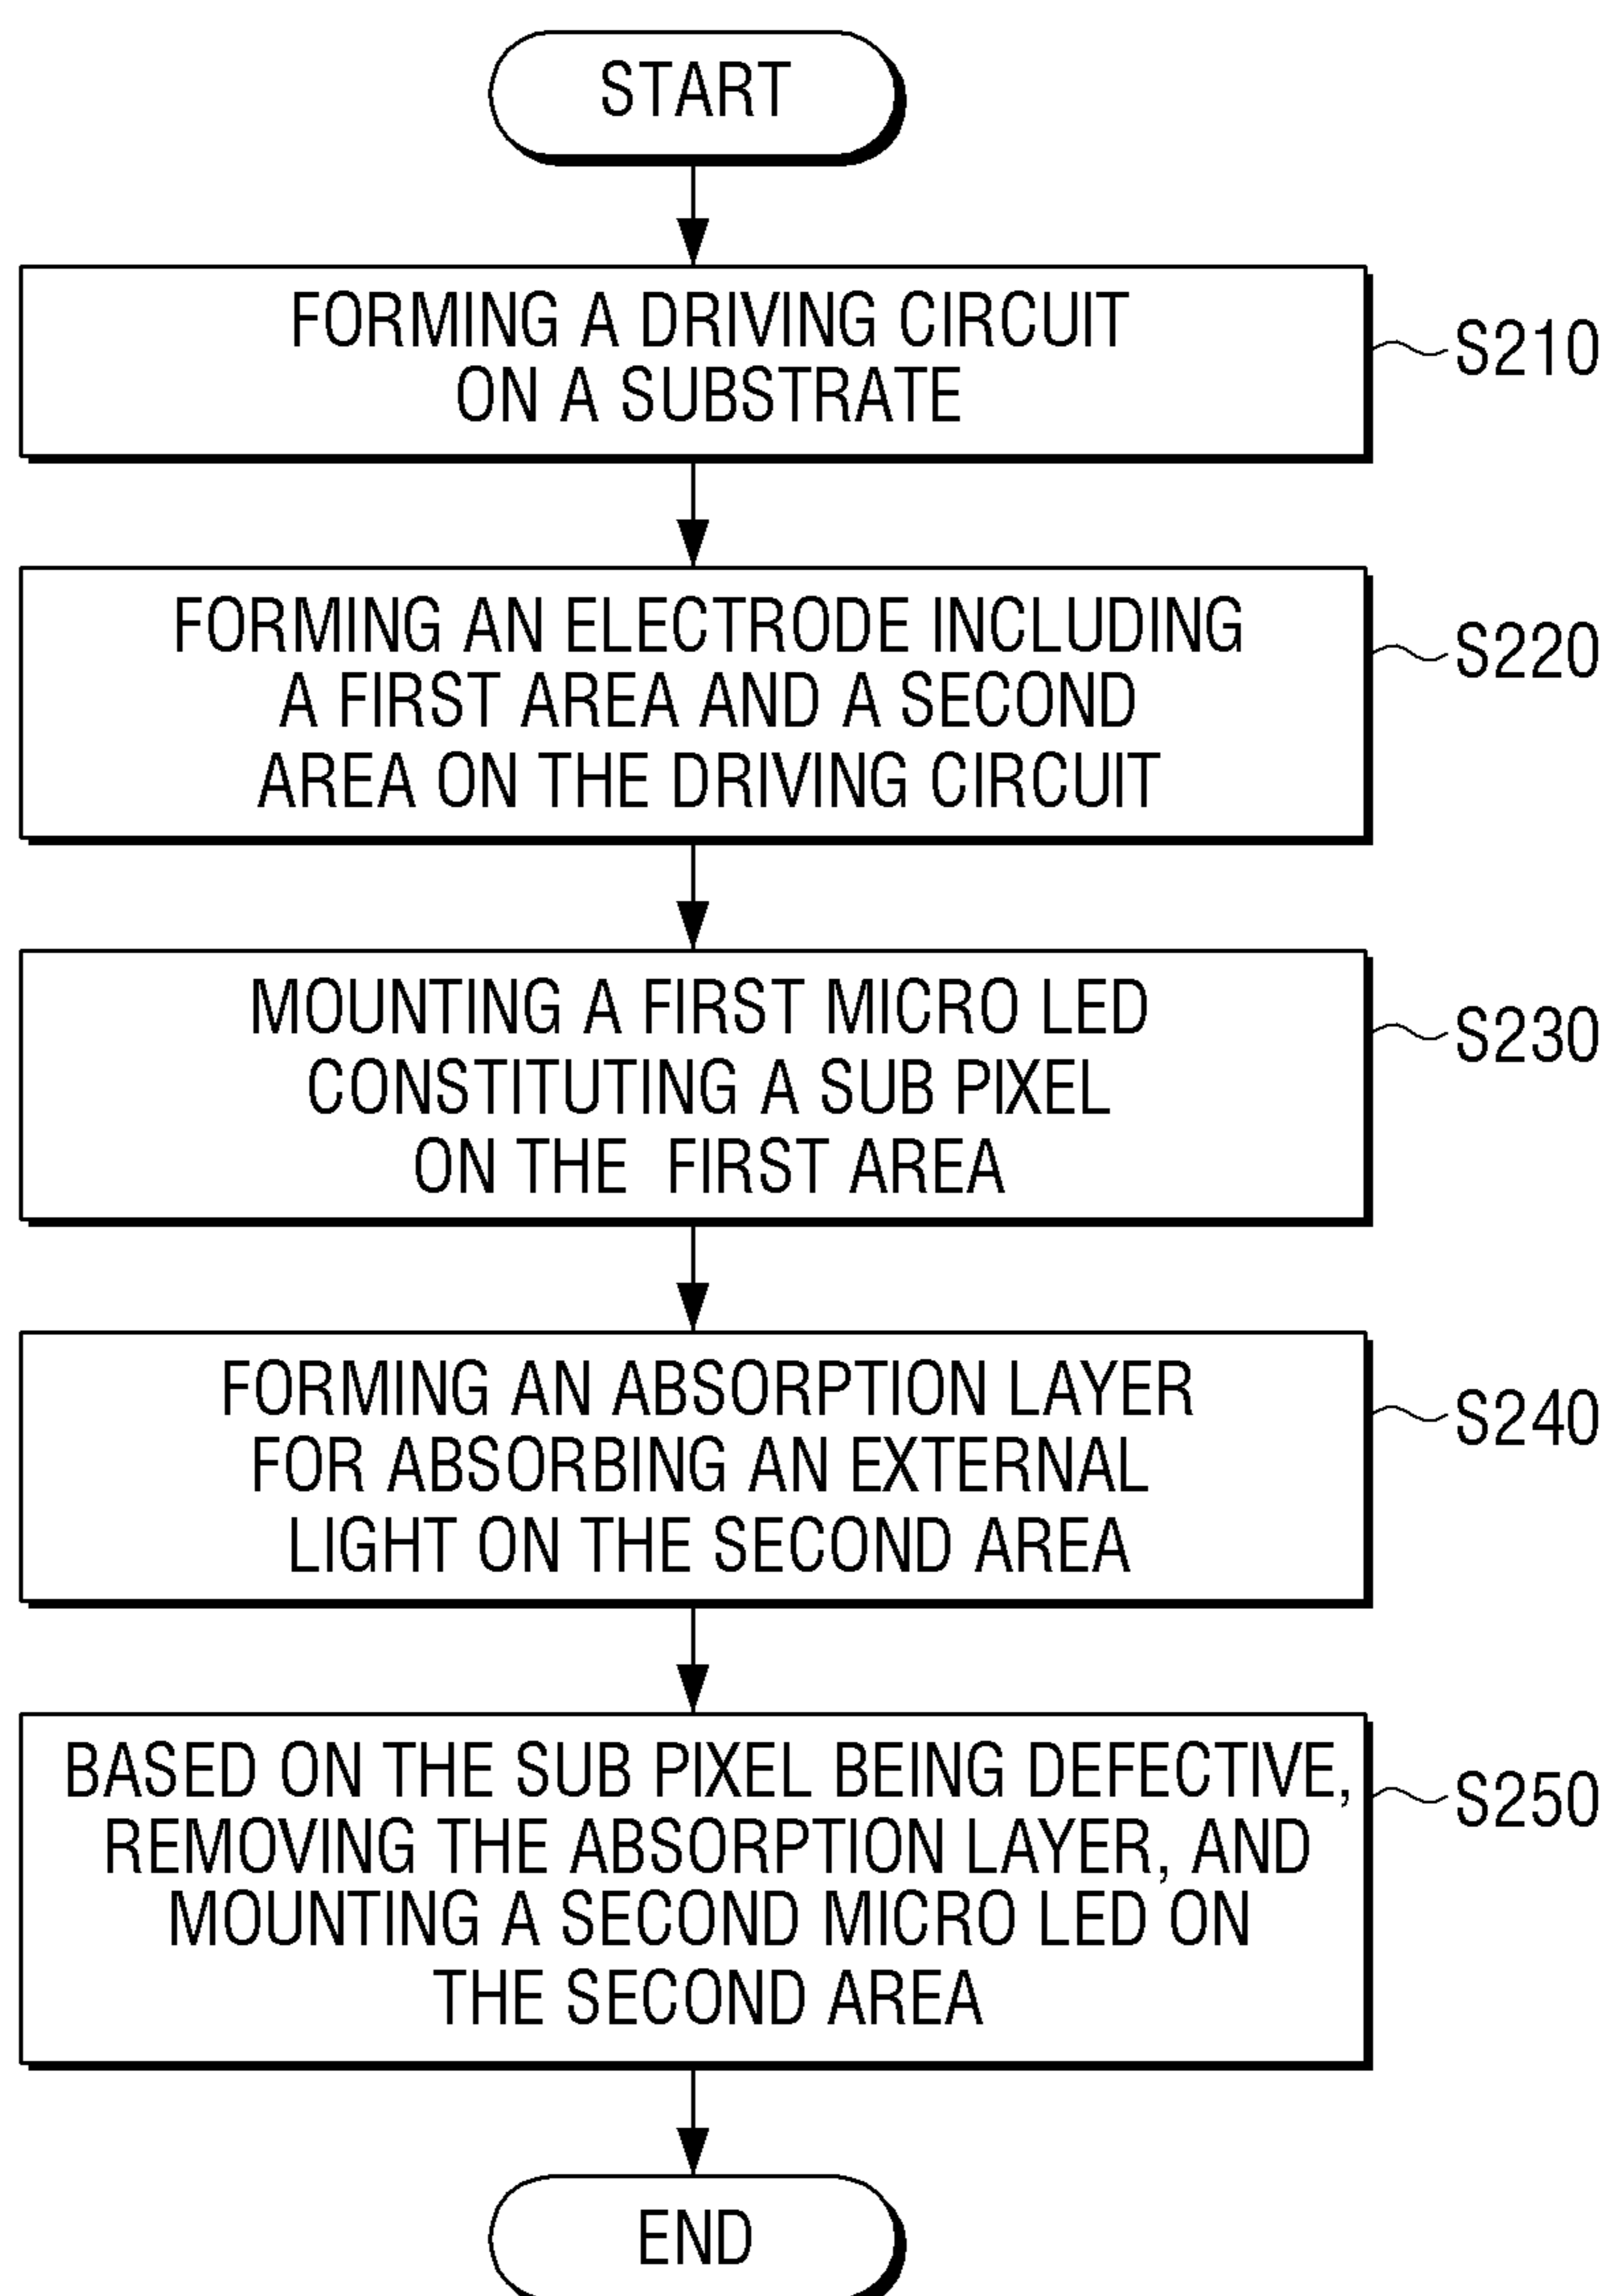 START
FORMING A DRIVING CIRCUIT
ON A SUBSTRATE
S210
FORMING AN ELECTRODE INCLUDING
A FIRST AREA AND A SECOND
AREA ON THE DRIVING CIRCUIT
S220
MOUNTING A FIRST MICRO LED
CONSTITUTING A SUB PIXEL
ON THE FIRST AREA
S230
FORMING AN ABSORPTION LAYER
FOR ABSORBING AN EXTERNAL
LIGHT ON THE SECOND AREA
S240
BASED ON THE SUB PIXEL BEING DEFECTIVE,
REMOVING THE ABSORPTION LAYER, AND
MOUNTING A SECOND MICRO LED ON
THE SECOND AREA
S250
END